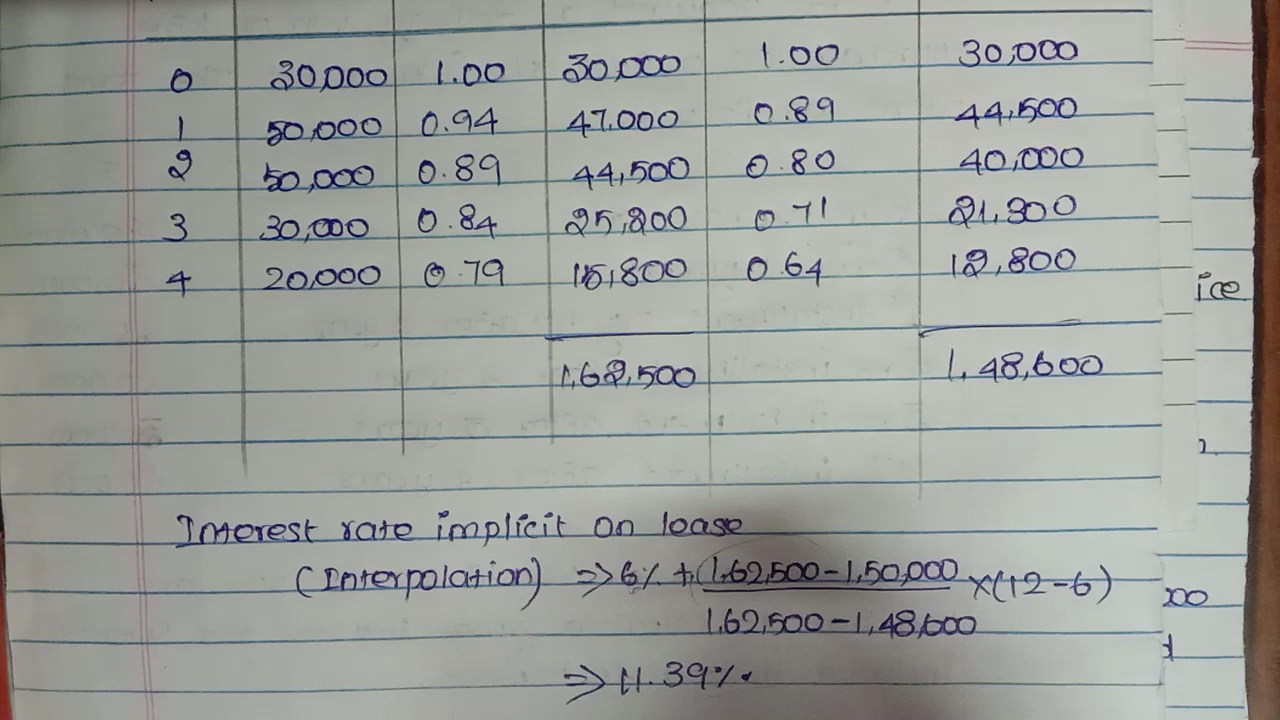 0 30,000 1.00 30,000 1.00 30,000
1 50,000 0.94 47.000 0.89 44,500
2 50,000 0.89 44,500 0.80 40,000
3 30,000 0.84 25,200 0.71 21,300
4 20,000 0.79 15,800 0.64 12,800
1,62,500 1,48,600
Interest rate implicit on lease
(Interpolation) ⇒ 6% + (1,62,500 - 1,50,000 × (12-6)
1,62,500 - 1,48,600
⇒ 11.39%.
ice
00